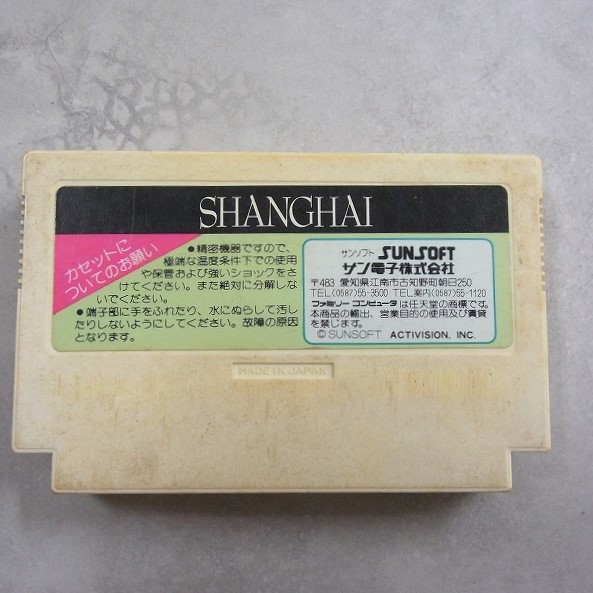 SHANGHAI
カセットに
ついてのお願い
●精密機器ですので、
極端な温度条件下での使用
や保管および強いショックをさ
けてください。また絶対に分解しな
いでください。
●端子部に手をふれたり、水にぬらして汚し
たりしないようにしてください。故障の原因
となります。
サンソフト SUNSOFT
サン電子株式会社
〒483 愛知県江南市古知野町朝日250
TEL(0587)55-3500 TEL案内(0587)55-1120
ファミリー コンピュータは任天堂の商標です。
本商品の輸出、営業目的の使用及び賃貸
を禁じます。
©SUNSOFT ACTIVISION, INC.
MADE IN JAPAN